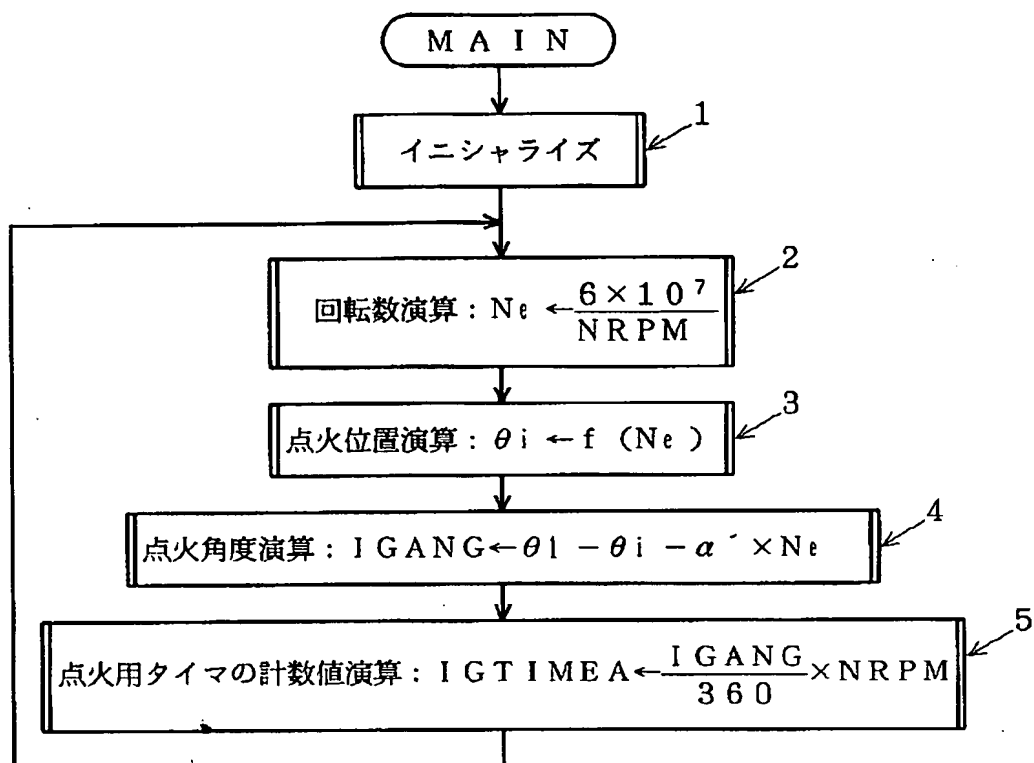 MAIN
イニシャライズ
1
回転数演算：Ne←6×10⁷/NRPM
2
点火位置演算：θi←f（Ne）
3
点火角度演算：IGANG←θ1－θi－α´×Ne
4
点火用タイマの計数値演算：IGTIMEA←IGANG/360×NRPM
5